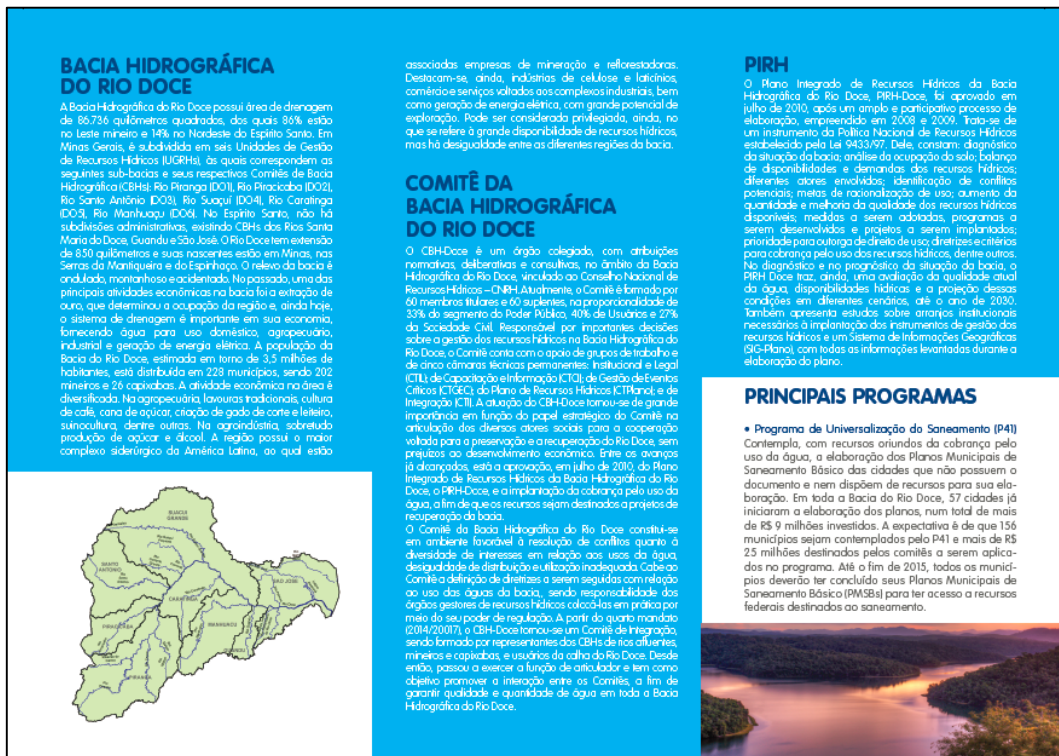 BACIA HIDROGRÁFICA
DO RIO DOCE
A Bacia Hidrográfica do Rio Doce possui área de drenagem
de 86.736 quilômetros quadrados, dos quais 86% estão
no Leste mineiro e 14% no Nordeste do Espírito Santo. Em
Minas Gerais, é subdividida em seis Unidades de Gestão
de Recursos Hídricos (UGRHs), às quais correspondem as
seguintes sub-bacias e seus respectivos Comitês de Bacia
Hidrográfica (CBHs): Rio Piranga (DO1), Rio Piracicaba (DO2),
Rio Santo Antônio (DO3), Rio Suaçuí (DO4), Rio Caratinga
(DO5), Rio Manhuaçu (DO6). No Espírito Santo, não há
subdivisões administrativas, existindo CBHs dos Rios Santa
Maria do Doce, Guandu e São José. O Rio Doce tem extensão
de 850 quilômetros e suas nascentes estão em Minas, nas
Serras da Mantiqueira e do Espinhaço. O relevo da bacia é
ondulado, montanhoso e acidentado. No passado, uma das
principais atividades econômicas na bacia foi a extração de
ouro, que determinou a ocupação da região e, ainda hoje,
o sistema de drenagem é importante em sua economia,
fornecendo água para uso doméstico, agropecuário,
industrial e geração de energia elétrica. A população da
Bacia do Rio Doce, estimada em torno de 3,5 milhões de
habitantes, está distribuída em 228 municípios, sendo 202
mineiros e 26 capixabas. A atividade econômica na área é
diversificada. Na agropecuária, lavouras tradicionais, cultura
de café, cana de açúcar, criação de gado de corte e leiteiro,
suinocultura, dentre outras. Na agroindústria, sobretudo
produção de açúcar e álcool. A região possui o maior
complexo siderúrgico da América Latina, ao qual estão
associadas empresas de mineração e reflorestadoras.
Destacam-se, ainda, indústrias de celulose e laticínios,
comércio e serviços voltados aos complexos industriais, bem
como geração de energia elétrica, com grande potencial de
exploração. Pode ser considerada privilegiada, ainda, no
que se refere à grande disponibilidade de recursos hídricos,
mas há desigualdade entre as diferentes regiões da bacia.
COMITÊ DA
BACIA HIDROGRÁFICA
DO RIO DOCE
O CBH-Doce é um órgão colegiado, com atribuições
normativas, deliberativas e consultivas, no âmbito da Bacia
Hidrográfica do Rio Doce, vinculado ao Conselho Nacional de
Recursos Hídricos – CNRH. Atualmente, o Comitê é formado por
60 membros titulares e 60 suplentes, na proporcionalidade de
33% do segmento do Poder Público, 40% de Usuários e 27%
da Sociedade Civil. Responsável por importantes decisões
sobre a gestão dos recursos hídricos na Bacia Hidrográfica do
Rio Doce, o Comitê conta com o apoio de grupos de trabalho e
de cinco câmaras técnicas permanentes: Institucional e Legal
(CTIL); de Capacitação e Informação (CTCI); de Gestão de Eventos
Críticos (CTGEC); do Plano de Recursos Hídricos (CTPlano); e de
Integração (CTI). A atuação do CBH-Doce tornou-se de grande
importância em função do papel estratégico do Comitê na
articulação dos diversos atores sociais para a cooperação
voltada para a preservação e a recuperação do Rio Doce, sem
prejuízos ao desenvolvimento econômico. Entre os avanços
já alcançados, está a aprovação, em julho de 2010, do Plano
Integrado de Recursos Hídricos da Bacia Hidrográfica do Rio
Doce, o PIRH-Doce, e a implantação da cobrança pelo uso da
água, a fim de que os recursos sejam destinados a projetos de
recuperação da bacia.
O Comitê da Bacia Hidrográfica do Rio Doce constitui-se
em ambiente favorável à resolução de conflitos quanto à
diversidade de interesses em relação aos usos da água,
desigualdade de distribuição e utilização inadequada. Cabe ao
Comitê a definição de diretrizes a serem seguidas com relação
ao uso das águas da bacia, sendo responsabilidade dos
órgãos gestores de recursos hídricos colocá-las em prática por
meio do seu poder de regulação. A partir do quarto mandato
(2014/20017), o CBH-Doce tornou-se um Comitê de Integração,
sendo formado por representantes dos CBHs de rios afluentes,
mineiros e capixabas, e usuários da calha do Rio Doce. Desde
então, passou a exercer a função de articulador e tem como
objetivo promover a interação entre os Comitês, a fim de
garantir qualidade e quantidade de água em toda a Bacia
Hidrográfica do Rio Doce.
PIRH
O Plano Integrado de Recursos Hídricos da Bacia
Hidrográfica do Rio Doce, PIRH-Doce, foi aprovado em
julho de 2010, após um amplo e participativo processo de
elaboração, empreendido em 2008 e 2009. Trata-se de
um instrumento da Política Nacional de Recursos Hídricos
estabelecido pela Lei 9433/97. Dele, constam: diagnóstico
da situação da bacia; análise da ocupação do solo; balanço
de disponibilidades e demandas dos recursos hídricos;
diferentes atores envolvidos; identificação de conflitos
potenciais; metas de racionalização de uso; aumento da
quantidade e melhoria da qualidade dos recursos hídricos
disponíveis; medidas a serem adotadas, programas a
serem desenvolvidos e projetos a serem implantados;
prioridade para outorga de direito de uso; diretrizes e critérios
para cobrança pelo uso dos recursos hídricos, dentre outros.
No diagnóstico e no prognóstico da situação da bacia, o
PIRH Doce traz, ainda, uma avaliação da qualidade atual
da água, disponibilidades hídricas e a projeção dessas
condições em diferentes cenários, até o ano de 2030.
Também apresenta estudos sobre arranjos institucionais
necessários à implantação dos instrumentos de gestão dos
recursos hídricos e um Sistema de Informações Geográficas
(SIG-Plano), com todas as informações levantadas durante a
elaboração do plano.
PRINCIPAIS PROGRAMAS
• Programa de Universalização do Saneamento (P41)
Contempla, com recursos oriundos da cobrança pelo
uso da água, a elaboração dos Planos Municipais de
Saneamento Básico das cidades que não possuem o
documento e nem dispõem de recursos para sua ela-
boração. Em toda a Bacia do Rio Doce, 57 cidades já
iniciaram a elaboração dos planos, num total de mais
de R$ 9 milhões investidos. A expectativa é de que 156
municípios sejam contemplados pelo P41 e mais de R$
25 milhões destinados pelos comitês a serem aplica-
dos no programa. Até o fim de 2015, todos os municí-
pios deverão ter concluído seus Planos Municipais de
Saneamento Básico (PMSBs) para ter acesso a recursos
federais destinados ao saneamento.
GRANDE
SANTO
ANTONIO
SAO JOSE
CARATINGA
MANHUACU
PIRACICABA
GUANDU
PIRANGA